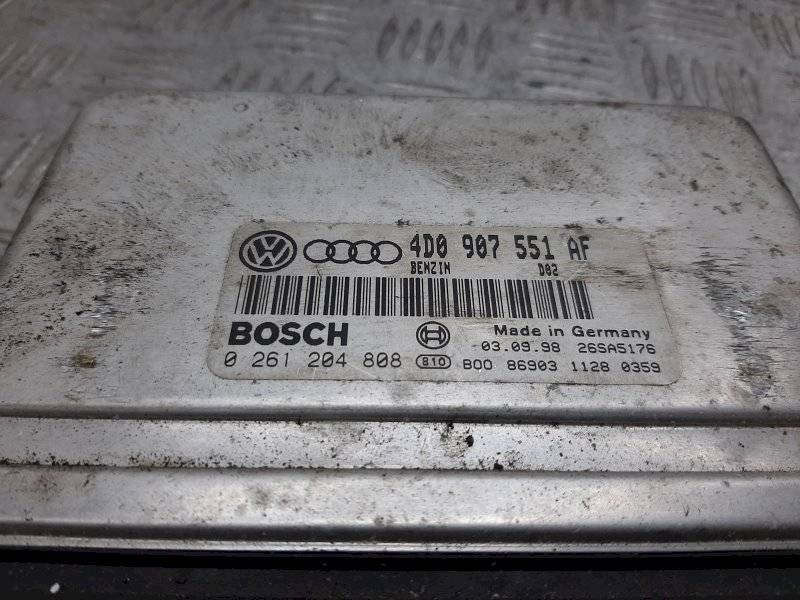 4D0 907 551 AF
BENZIN D02
BOSCH
Made in Germany
03.09.98 26SA5176
0 261 204 808 S10 B00 86903 1128 0359